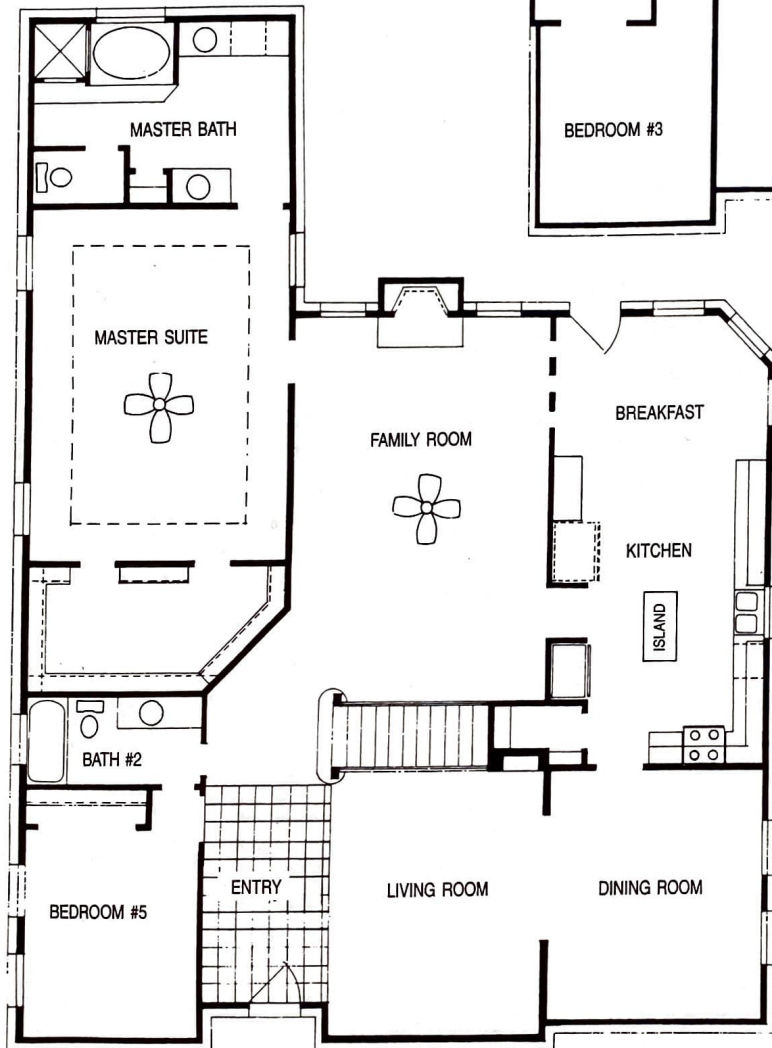 MASTER BATH
BEDROOM #3
MASTER SUITE
BREAKFAST
FAMILY ROOM
KITCHEN
ISLAND
BATH #2
ENTRY
LIVING ROOM
DINING ROOM
BEDROOM #5